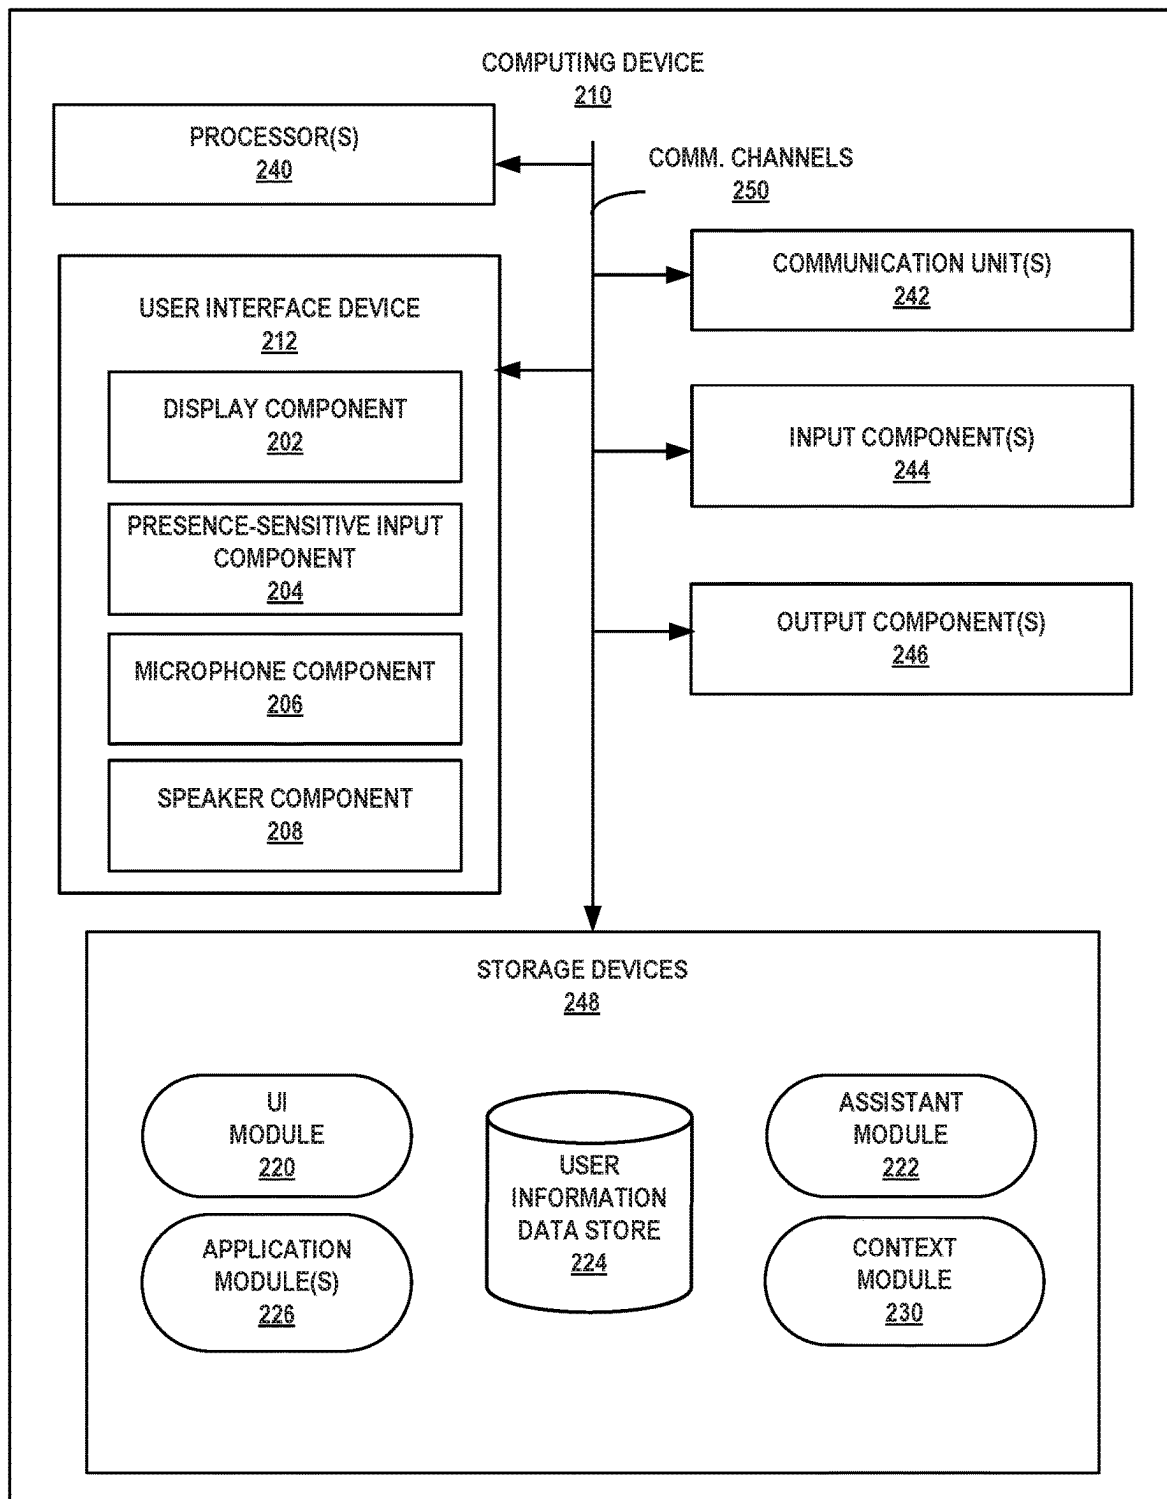 COMPUTING DEVICE
210
PROCESSOR(S)
240
COMM. CHANNELS
250
COMMUNICATION UNIT(S)
242
USER INTERFACE DEVICE
212
DISPLAY COMPONENT
202
INPUT COMPONENT(S)
244
PRESENCE-SENSITIVE INPUT
COMPONENT
204
OUTPUT COMPONENT(S)
246
MICROPHONE COMPONENT
206
SPEAKER COMPONENT
208
STORAGE DEVICES
248
UI
MODULE
220
USER
INFORMATION
DATA STORE
224
ASSISTANT
MODULE
222
APPLICATION
MODULE(S)
226
CONTEXT
MODULE
230